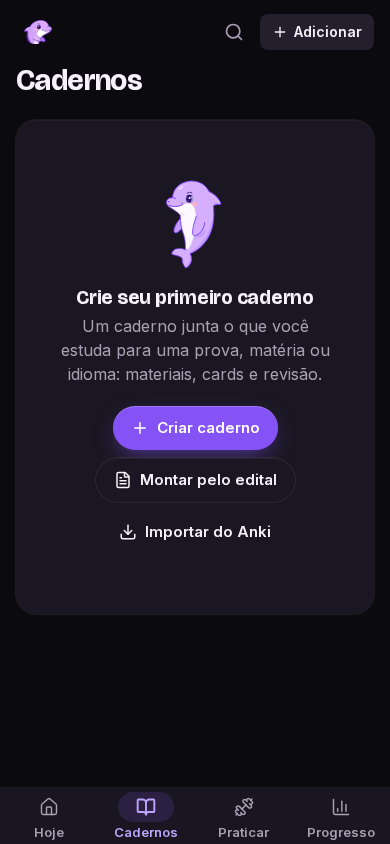 Adicionar
Cadernos
Crie seu primeiro caderno
Um caderno junta o que você
estuda para uma prova, matéria ou
idioma: materiais, cards e revisão.
Criar caderno
Montar pelo edital
Importar do Anki
Hoje
Cadernos
Praticar
Progresso